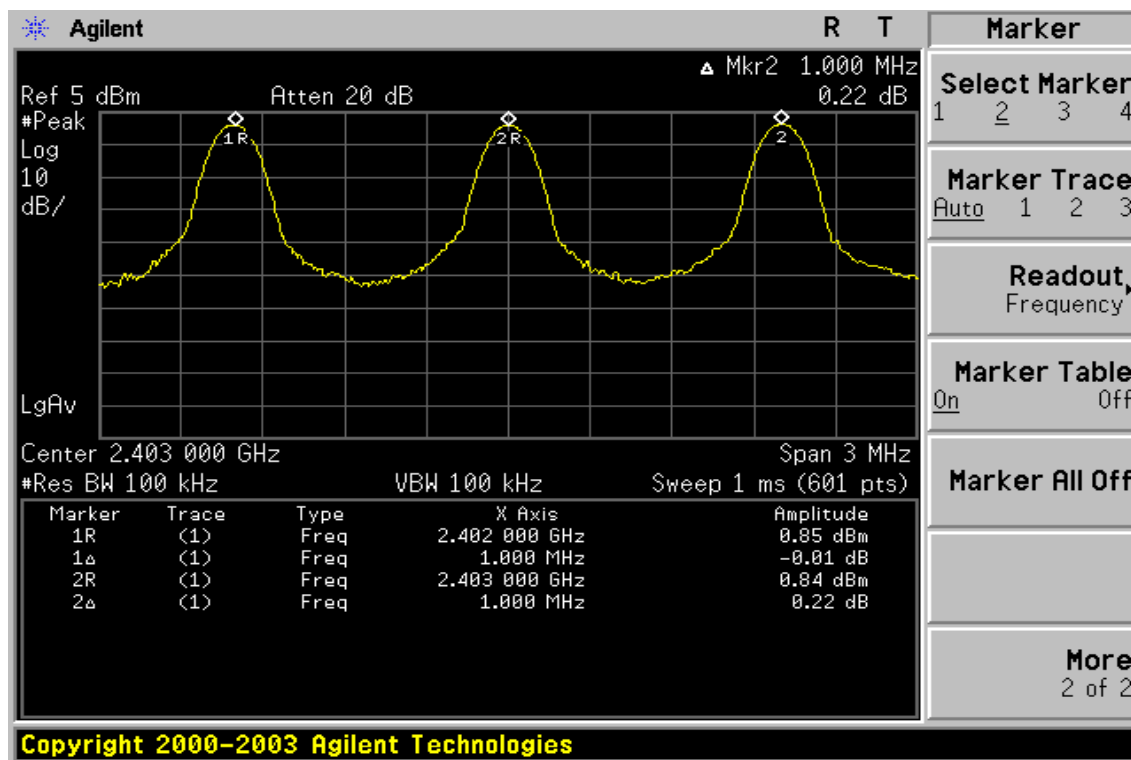 Agilent R T
Δ Mkr2 1.000 MHz
Ref 5 dBm Atten 20 dB 0.22 dB
#Peak
Log
10
dB/
1R 2R 2
LgAv
Center 2.403 000 GHz Span 3 MHz
#Res BW 100 kHz VBW 100 kHz Sweep 1 ms (601 pts)
Marker Trace Type X Axis Amplitude
1R (1) Freq 2.402 000 GHz 0.85 dBm
1Δ (1) Freq 1.000 MHz -0.01 dB
2R (1) Freq 2.403 000 GHz 0.84 dBm
2Δ (1) Freq 1.000 MHz 0.22 dB
Marker
Select Marker
1 2 3 4
Marker Trace
Auto 1 2 3
Readout
Frequency
Marker Table
On Off
Marker All Off
More
2 of 2
Copyright 2000-2003 Agilent Technologies